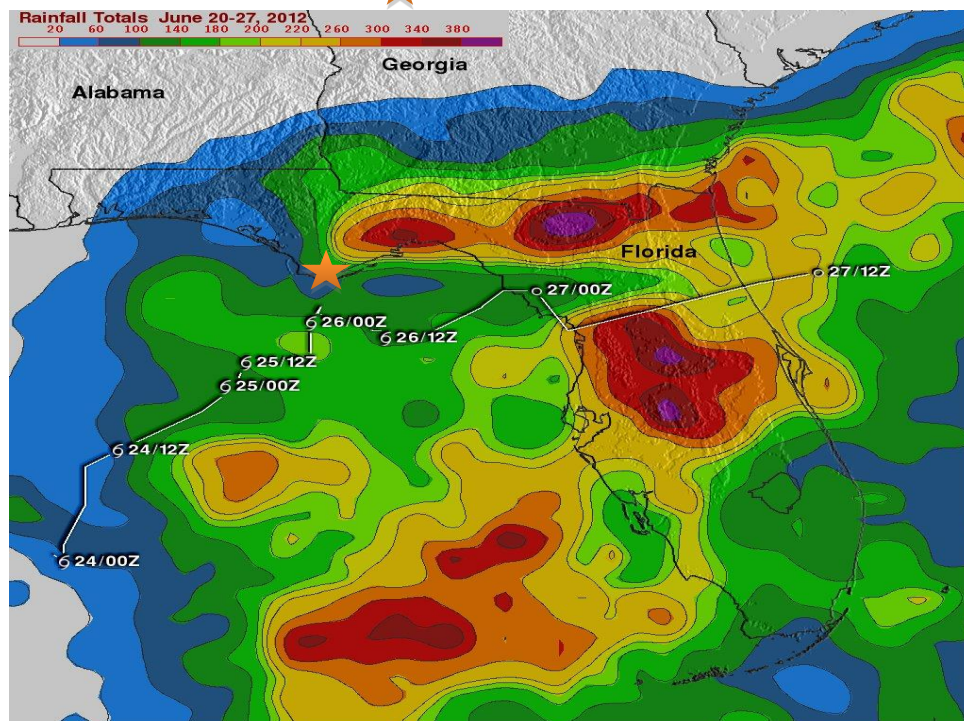 Rainfall Totals June 20-27, 2012
20 60 100 140 180 200 220 260 300 340 380
Georgia
Alabama
Florida
27/12Z
27/00Z
26/00Z
26/12Z
25/12Z
25/00Z
24/12Z
24/00Z